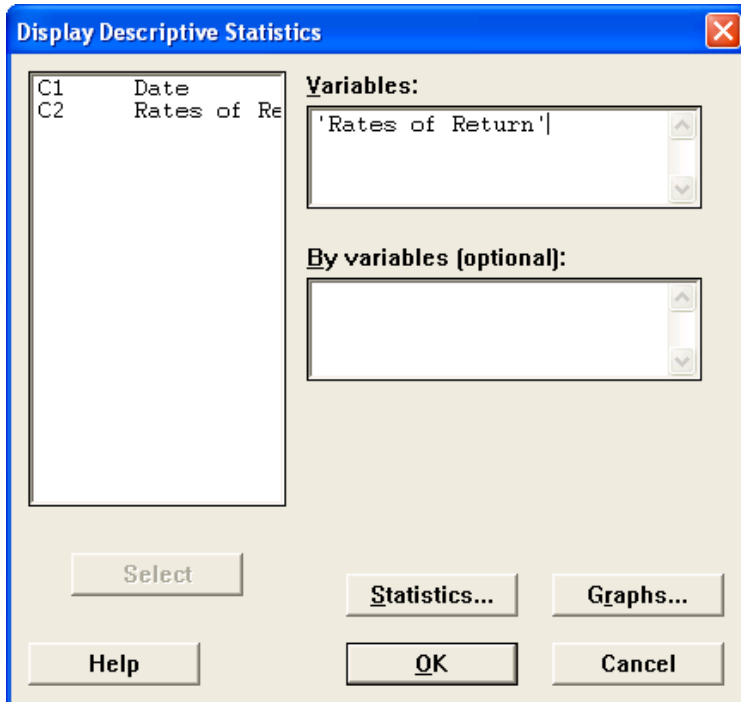 Display Descriptive Statistics
C1 Date
C2 Rates of Re
Variables:
'Rates of Return'
By variables (optional):
Select
Statistics...
Graphs...
Help
OK
Cancel